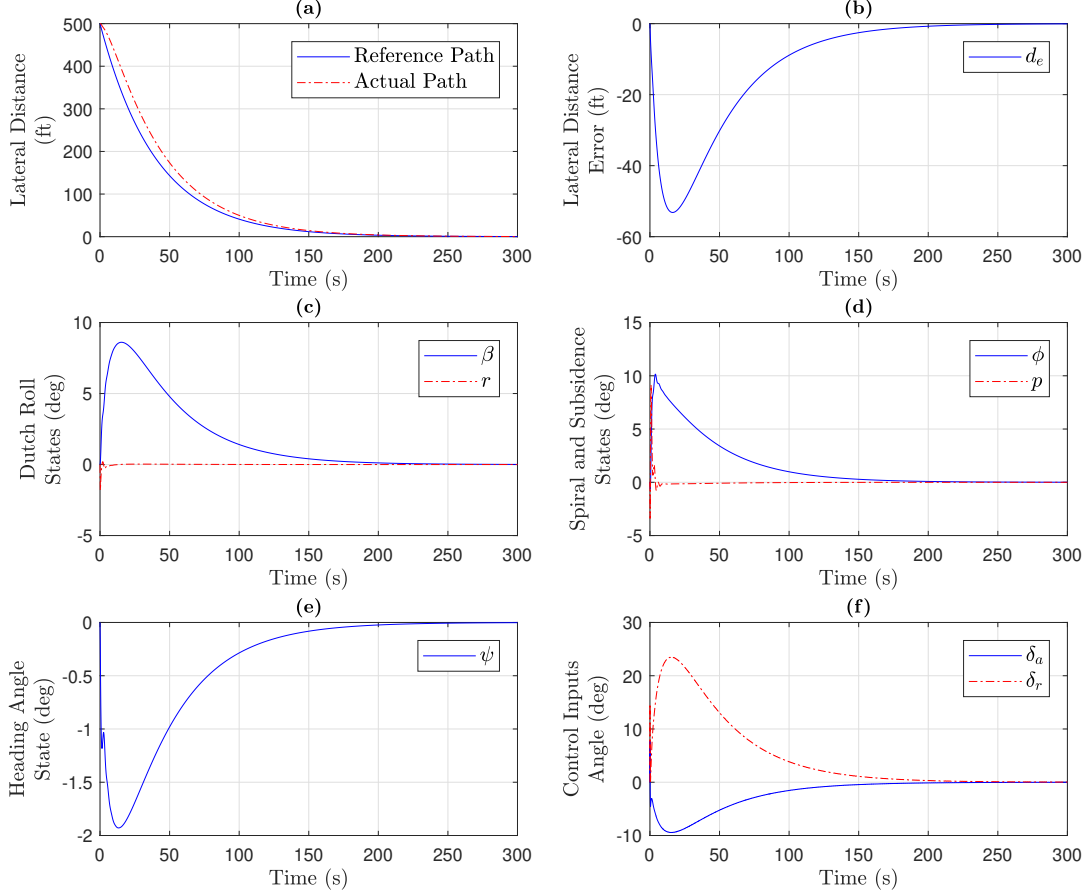 (a)
500
400
300
200
100
0
Lateral Distance
(ft)
Reference Path
Actual Path
0 50 100 150 200 250 300
Time (s)
(b)
0
-20
-40
-60
Lateral Distance
Error (ft)
d_e
0 50 100 150 200 250 300
Time (s)
(c)
10
5
0
-5
Dutch Roll
States (deg)
β
r
0 50 100 150 200 250 300
Time (s)
(d)
15
10
5
0
-5
Spiral and Subsidence
States (deg)
ϕ
p
0 50 100 150 200 250 300
Time (s)
(e)
0
-0.5
-1
-1.5
-2
Heading Angle
State (deg)
ψ
0 50 100 150 200 250 300
Time (s)
(f)
30
20
10
0
-10
Control Inputs
Angle (deg)
δ_a
δ_r
0 50 100 150 200 250 300
Time (s)